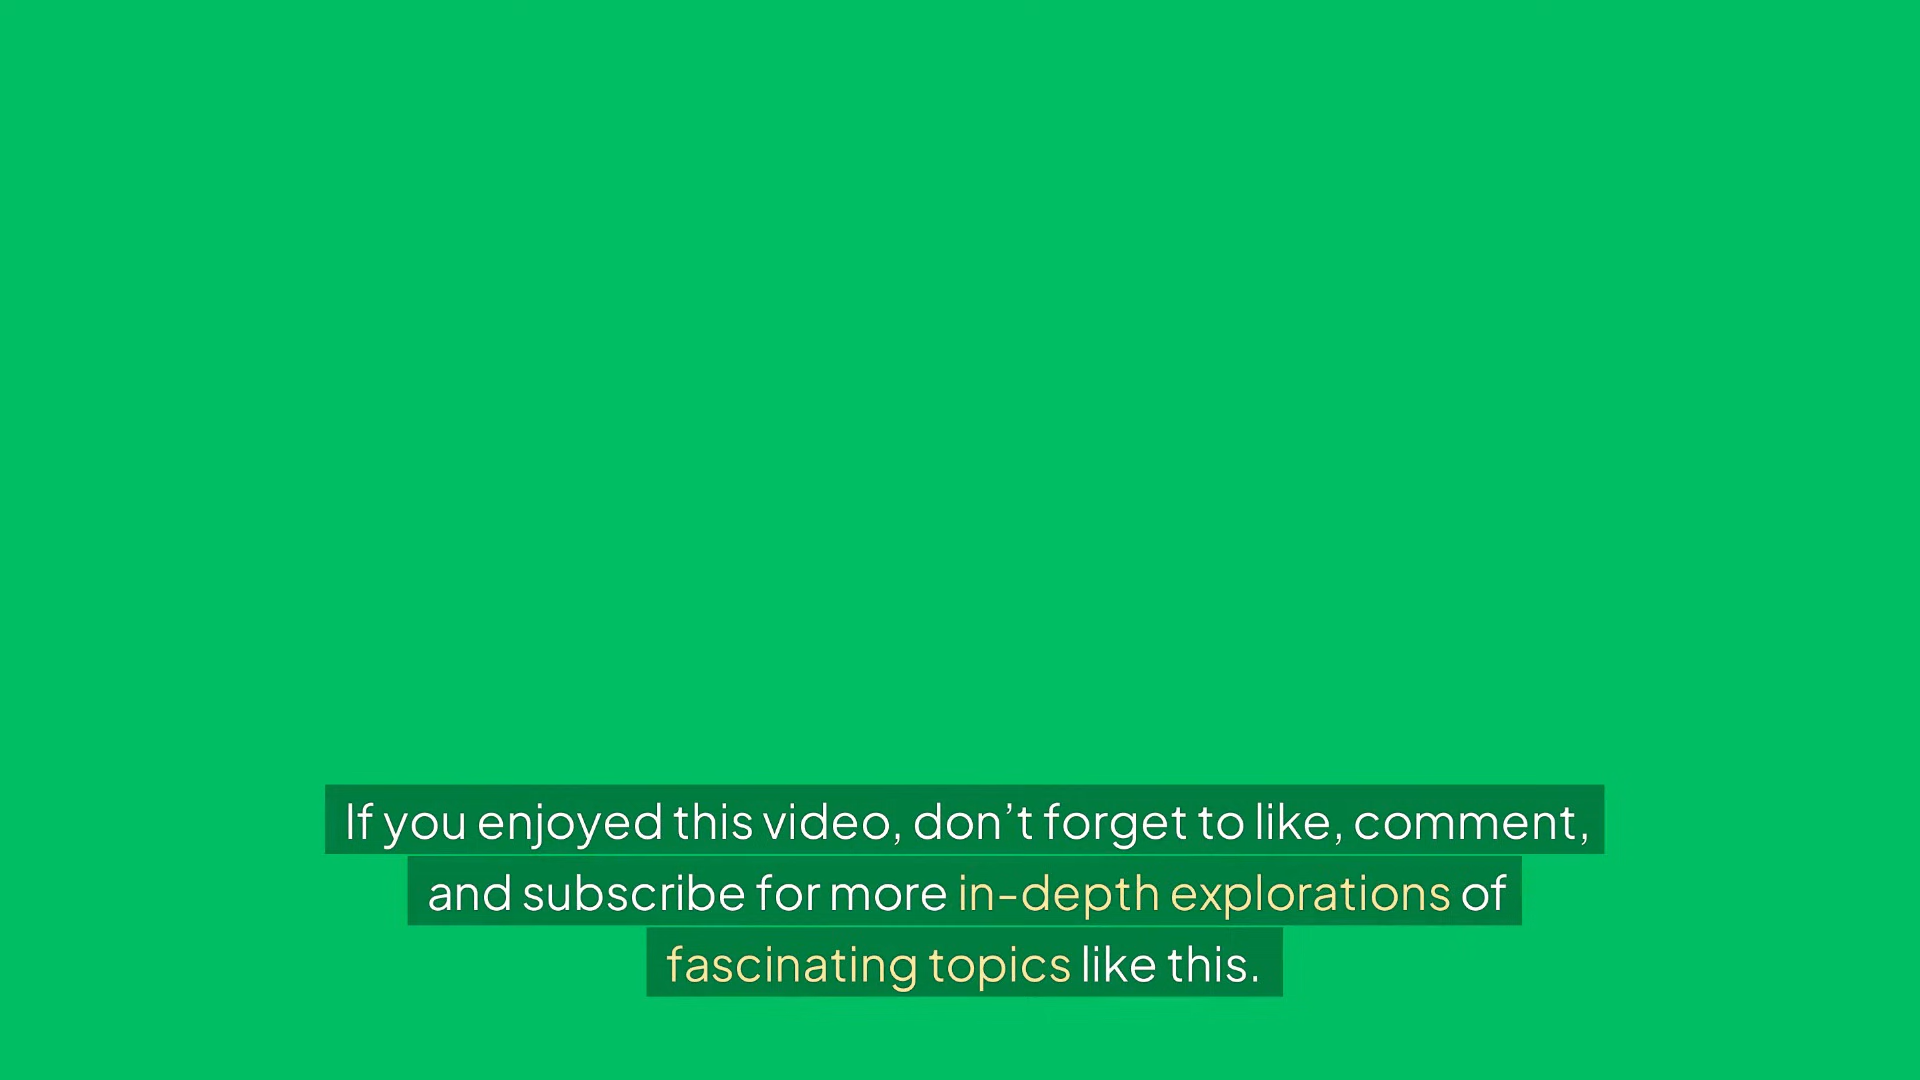 If you enjoyed this video, don’t forget to like, comment,
and subscribe for more in-depth explorations of
fascinating topics like this.